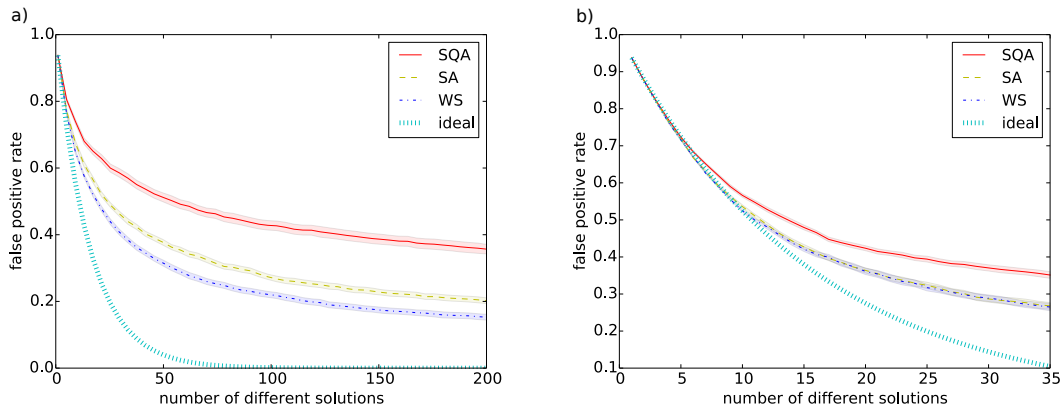 a)
1.0
0.8
0.6
0.4
0.2
0.0
false positive rate
0
50
100
150
200
number of different solutions
SQA
SA
WS
ideal
b)
1.0
0.9
0.8
0.7
0.6
0.5
0.4
0.3
0.2
0.1
false positive rate
0
5
10
15
20
25
30
35
number of different solutions
SQA
SA
WS
ideal